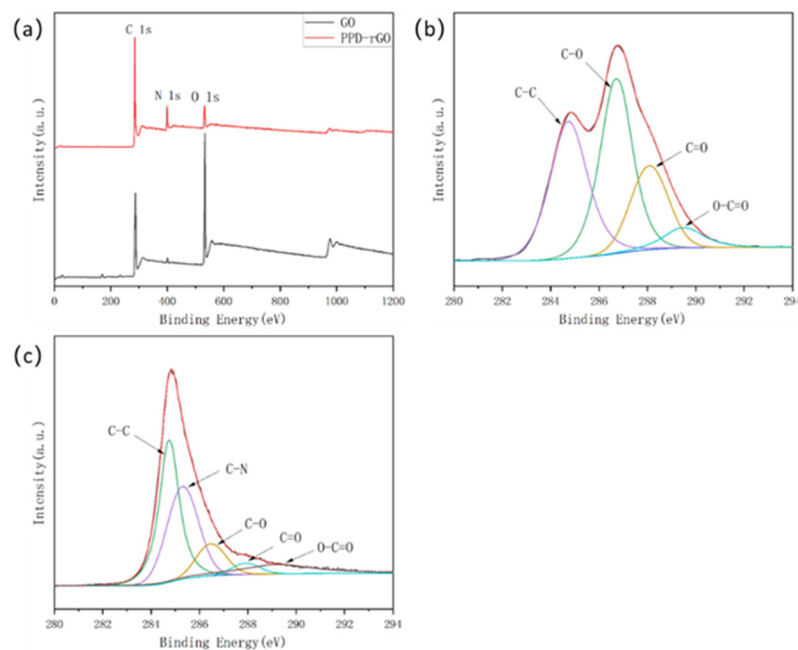 (a)
GO
PPD-rGO
C 1s
N 1s
O 1s
Intensity(a.u.)
0 200 400 600 800 1000 1200
Binding Energy(eV)
(b)
C-O
C-C
C=O
O-C=O
Intensity(a.u.)
280 282 284 286 288 290 292 294
Binding Energy(eV)
(c)
C-C
C-N
C-O
C=O
O-C=O
Intensity(a.u.)
280 282 284 286 288 290 292 294
Binding Energy(eV)